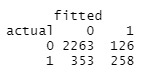 fitted
actual 0 1
0 2263 126
1 353 258